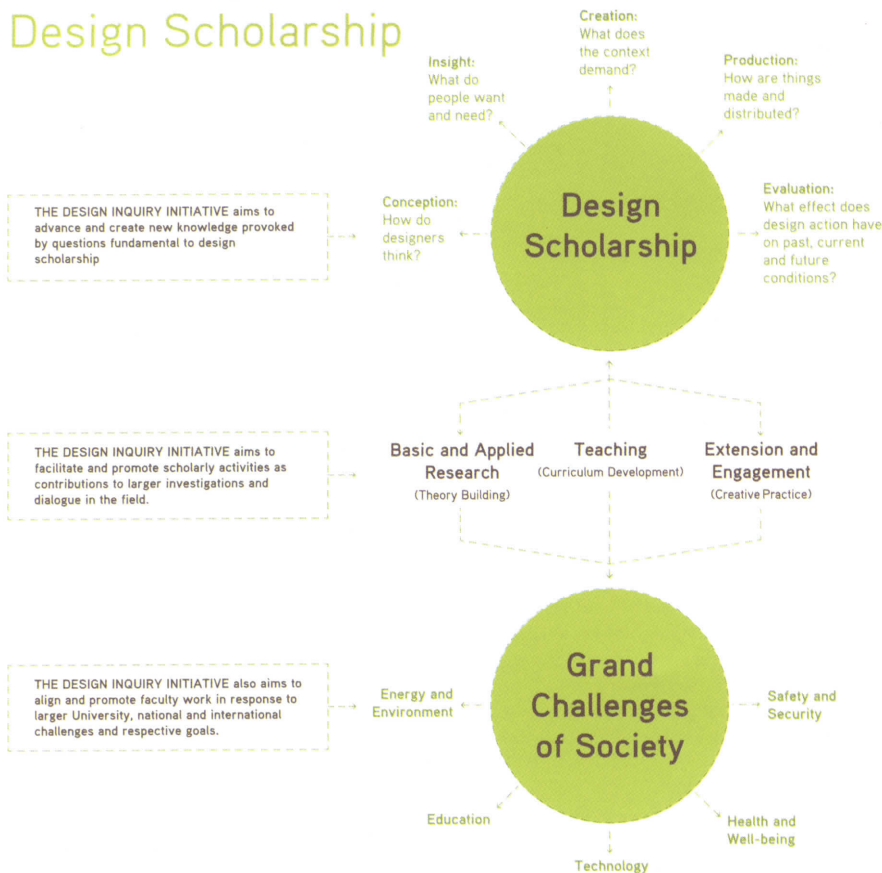 Design Scholarship
Creation:
What does
the context
demand?
Insight:
What do
people want
and need?
Production:
How are things
made and
distributed?
THE DESIGN INQUIRY INITIATIVE aims to
advance and create new knowledge provoked
by questions fundamental to design
scholarship
Conception:
How do
designers
think?
Design
Scholarship
Evaluation:
What effect does
design action have
on past, current
and future
conditions?
THE DESIGN INQUIRY INITIATIVE aims to
facilitate and promote scholarly activities as
contributions to larger investigations and
dialogue in the field.
Basic and Applied
Research
(Theory Building)
Teaching
(Curriculum Development)
Extension and
Engagement
(Creative Practice)
THE DESIGN INQUIRY INITIATIVE also aims to
align and promote faculty work in response to
larger University, national and international
challenges and respective goals.
Energy and
Environment
Grand
Challenges
of Society
Safety and
Security
Education
Health and
Well-being
Technology